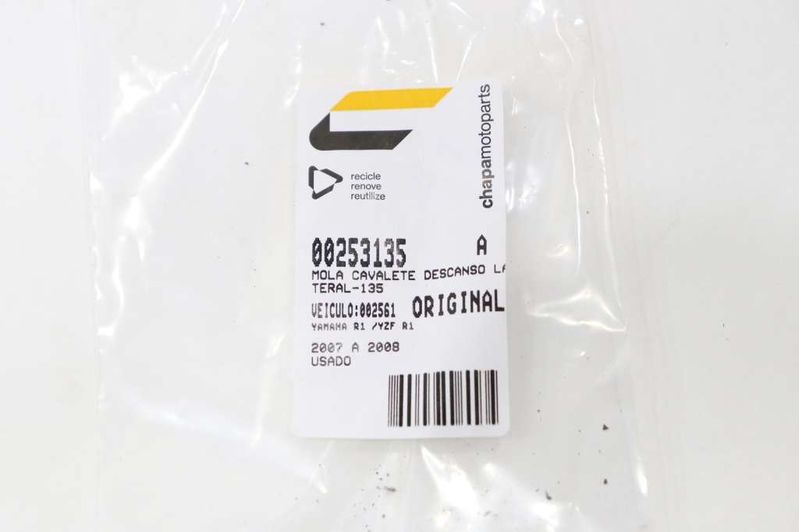 chapamotoparts
recicle
renove
reutilize
00253135 A
MOLA CAVALETE DESCANSO LA
TERAL-135
VEICULO:002561 ORIGINAL
YAMAHA R1 /YZF R1
2007 A 2008
USADO